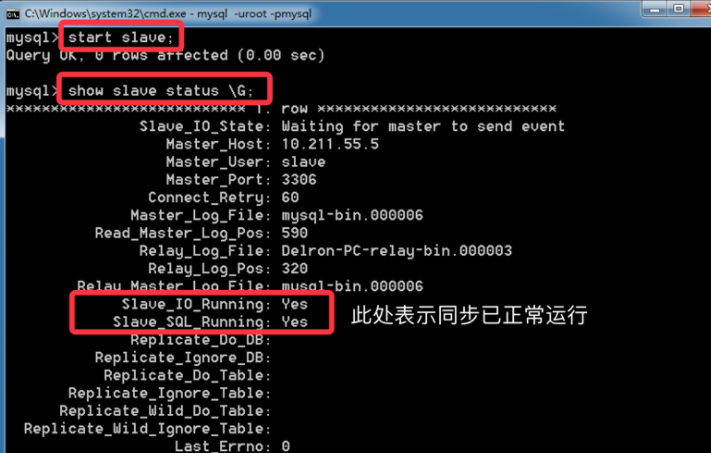 C:\Windows\system32\cmd.exe - mysql -uroot -pmysql
mysql> start slave;
Query OK, 0 rows affected (0.00 sec)
mysql> show slave status \G;
*************************** 1. row ***************************
Slave_IO_State: Waiting for master to send event
Master_Host: 10.211.55.5
Master_User: slave
Master_Port: 3306
Connect_Retry: 60
Master_Log_File: mysql-bin.000006
Read_Master_Log_Pos: 590
Relay_Log_File: Delron-PC-relay-bin.000003
Relay_Log_Pos: 320
Relay_Master_Log_File: mysql-bin.000006
Slave_IO_Running: Yes
Slave_SQL_Running: Yes
此处表示同步已正常运行
Replicate_Do_DB:
Replicate_Ignore_DB:
Replicate_Do_Table:
Replicate_Ignore_Table:
Replicate_Wild_Do_Table:
Replicate_Wild_Ignore_Table:
Last_Errno: 0